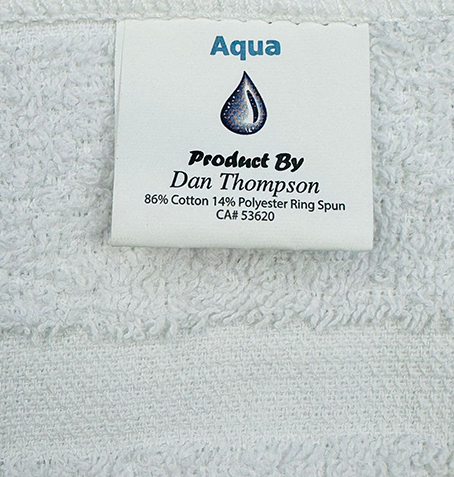 Aqua
Product By
Dan Thompson
86% Cotton 14% Polyester Ring Spun
CA# 53620